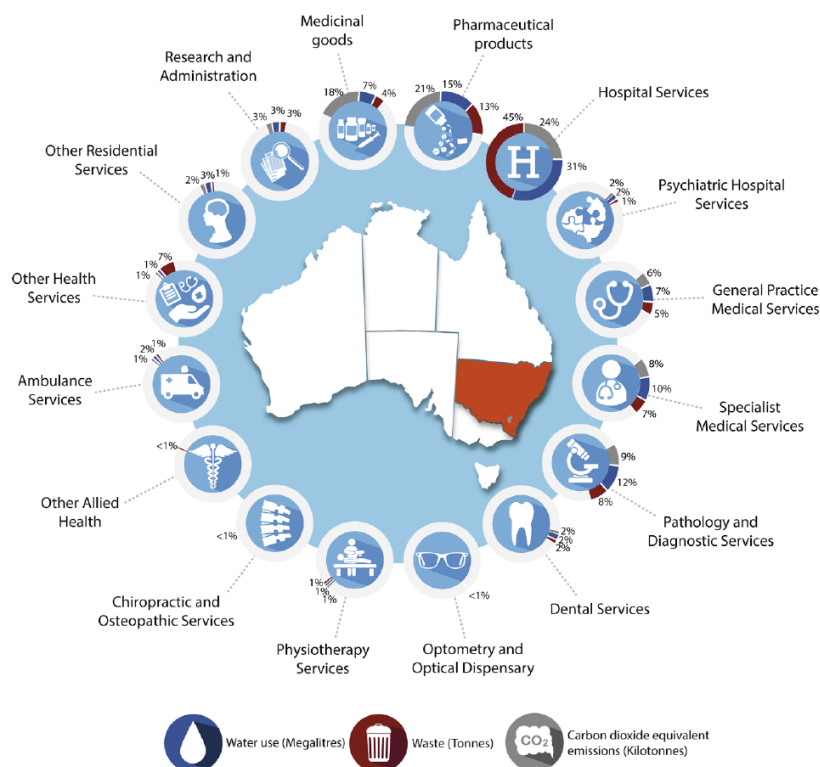 Medicinal
goods
18%
7%
4%
Pharmaceutical
products
21%
15%
13%
Hospital Services
45%
24%
31%
H
Psychiatric Hospital
Services
2%
2%
1%
General Practice
Medical Services
6%
7%
5%
Specialist
Medical Services
8%
10%
7%
Pathology and
Diagnostic Services
9%
12%
8%
Dental Services
2%
2%
2%
Optometry and
Optical Dispensary
<1%
Physiotherapy
Services
1%
1%
1%
Chiropractic and
Osteopathic Services
<1%
Other Allied
Health
<1%
Ambulance
Services
1%
2%
1%
Other Health
Services
1%
1%
7%
Other Residential
Services
2%
3%
1%
Research and
Administration
3%
3%
3%
Water use (Megalitres)
Waste (Tonnes)
CO2
Carbon dioxide equivalent
emissions (Kilotonnes)